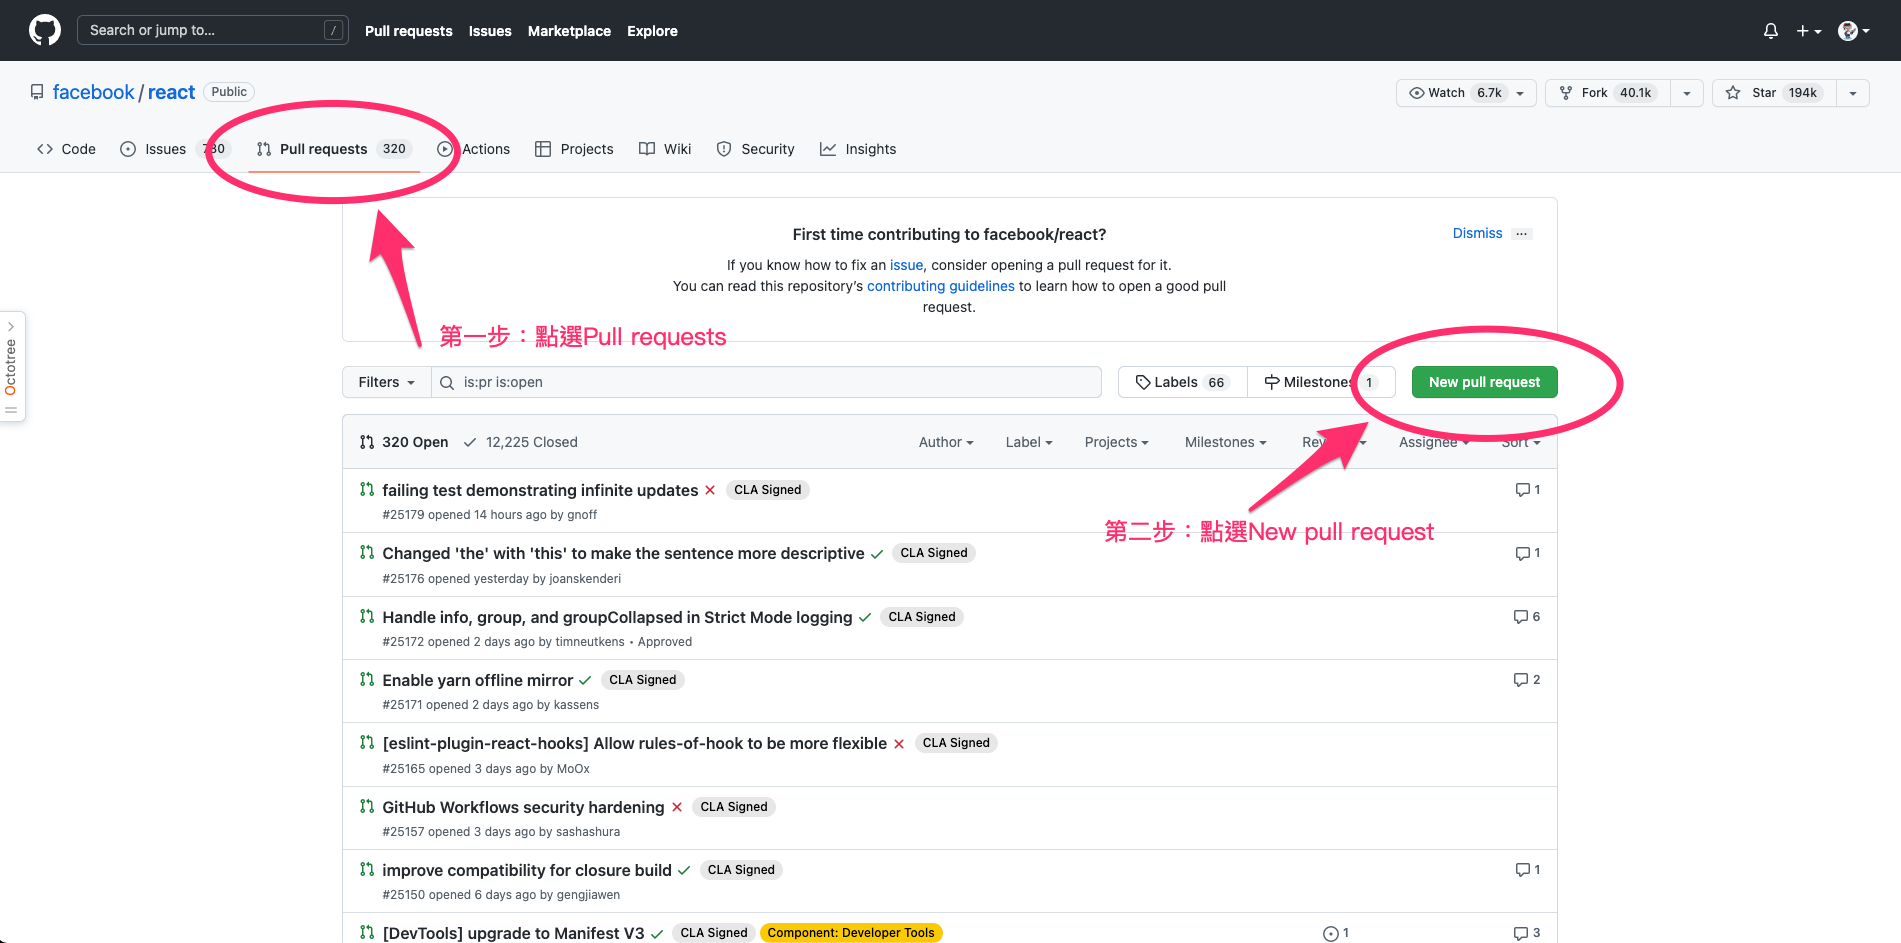 Search or jump to... /
Pull requests Issues Marketplace Explore
facebook / react Public
Watch 6.7k Fork 40.1k Star 194k
Code Issues 780 Pull requests 320 Actions Projects Wiki Security Insights
First time contributing to facebook/react?
Dismiss ...
If you know how to fix an issue, consider opening a pull request for it.
You can read this repository's contributing guidelines to learn how to open a good pull
request.
第一步：點選Pull requests
Octotree
Filters is:pr is:open Labels 66 Milestones 1 New pull request
320 Open 12,225 Closed Author Label Projects Milestones Assignee Sort
failing test demonstrating infinite updates CLA Signed 1
#25179 opened 14 hours ago by gnoff
第二步：點選New pull request
Changed 'the' with 'this' to make the sentence more descriptive CLA Signed 1
#25176 opened yesterday by joanskenderi
Handle info, group, and groupCollapsed in Strict Mode logging CLA Signed 6
#25172 opened 2 days ago by timneutkens • Approved
Enable yarn offline mirror CLA Signed 2
#25171 opened 2 days ago by kassens
[eslint-plugin-react-hooks] Allow rules-of-hook to be more flexible CLA Signed
#25165 opened 3 days ago by MoOx
GitHub Workflows security hardening CLA Signed
#25157 opened 3 days ago by sashashura
improve compatibility for closure build CLA Signed 1
#25150 opened 6 days ago by gengjiawen
[DevTools] upgrade to Manifest V3 CLA Signed Component: Developer Tools 1 3